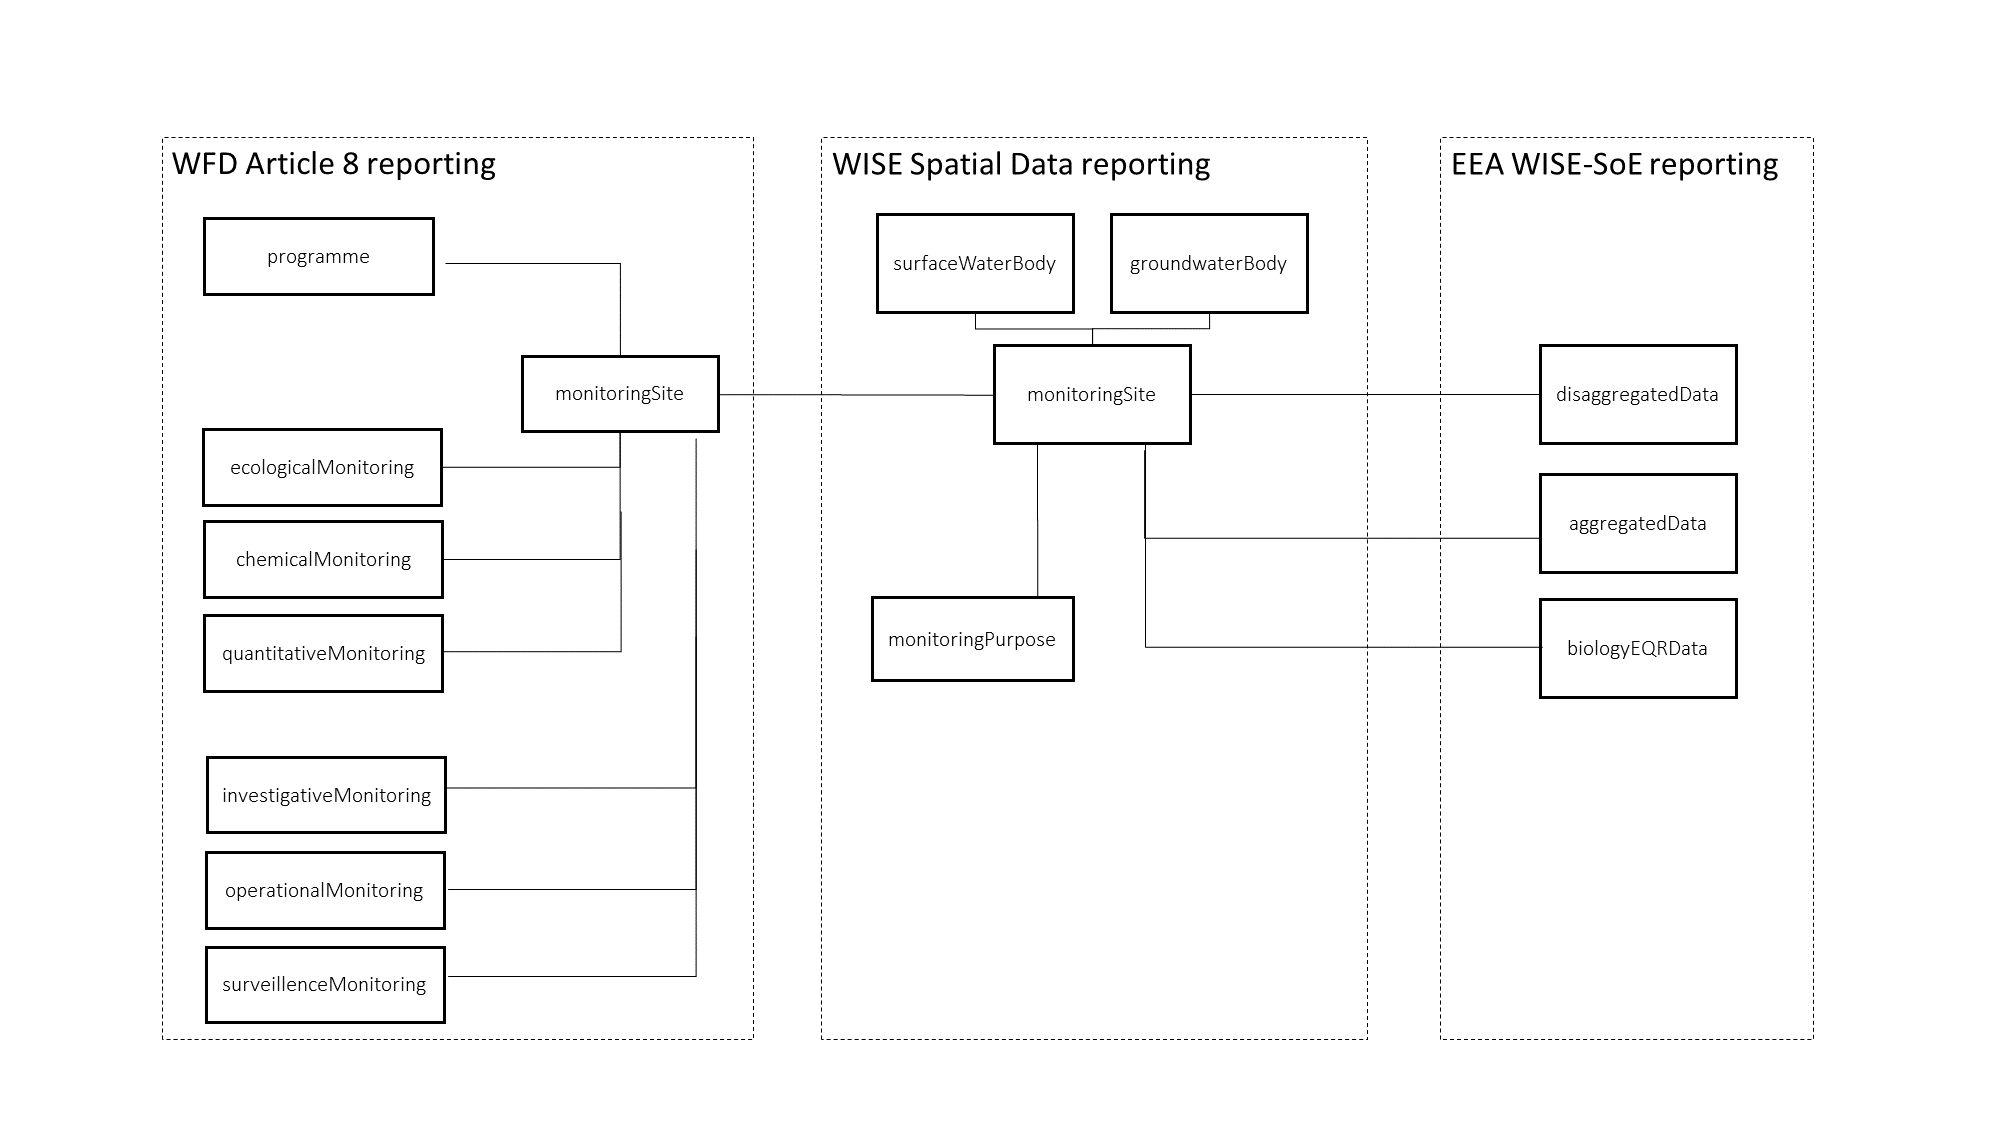 WFD Article 8 reporting
programme
monitoringSite
ecologicalMonitoring
chemicalMonitoring
quantitativeMonitoring
investigativeMonitoring
operationalMonitoring
surveillenceMonitoring
WISE Spatial Data reporting
surfaceWaterBody
groundwaterBody
monitoringSite
monitoringPurpose
EEA WISE-SoE reporting
disaggregatedData
aggregatedData
biologyEQRData